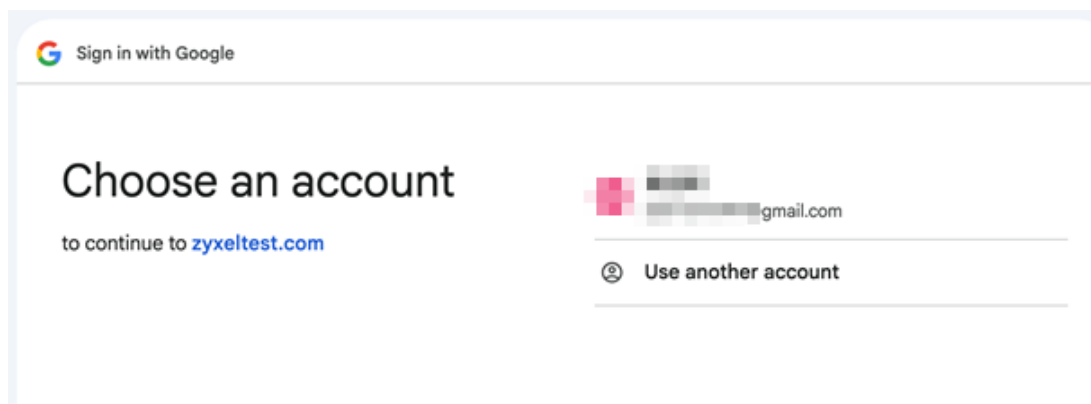 Sign in with Google
Choose an account
to continue to zyxeltest.com
gmail.com
Use another account